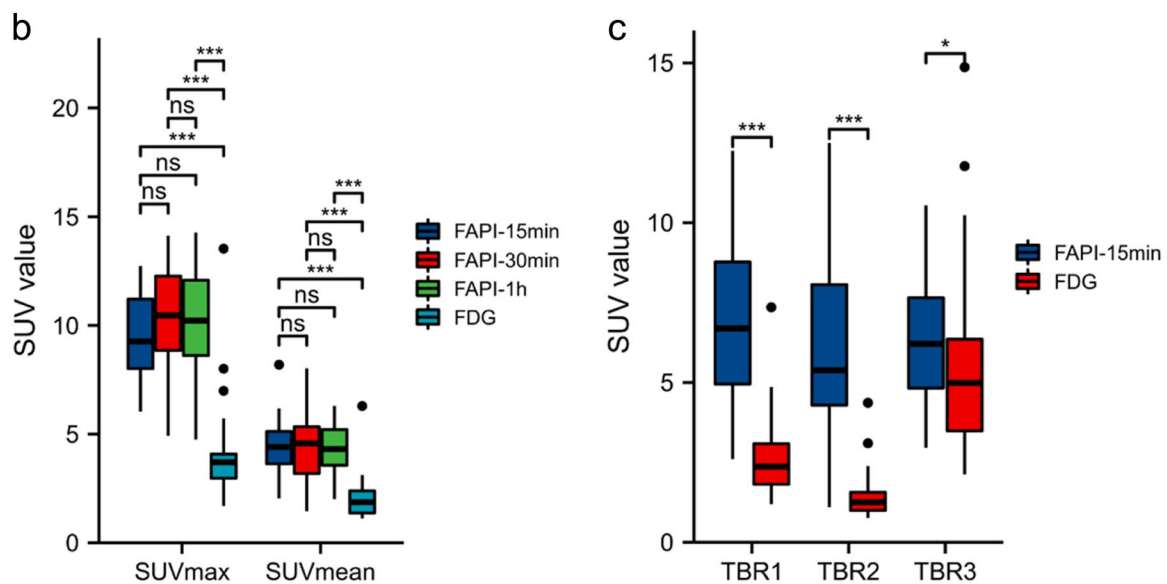 b
SUV value
20
15
10
5
0
***
***
ns
***
ns
ns
***
***
ns
***
ns
ns
SUVmax
SUVmean
FAPI-15min
FAPI-30min
FAPI-1h
FDG
c
SUV value
15
10
5
0
***
***
*
TBR1
TBR2
TBR3
FAPI-15min
FDG